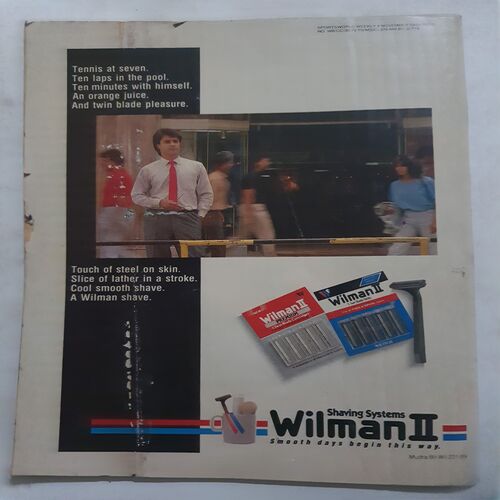 SPORTSWORLD WEEKLY
Tennis at seven.
Ten laps in the pool.
Ten minutes with himself.
An orange juice.
And twin blade pleasure.
Touch of steel on skin.
Slice of lather in a stroke.
Cool smooth shave.
A Wilman shave.
Wilman II
Wilman II
Shaving Systems
Wilman II
Smooth days begin this way.